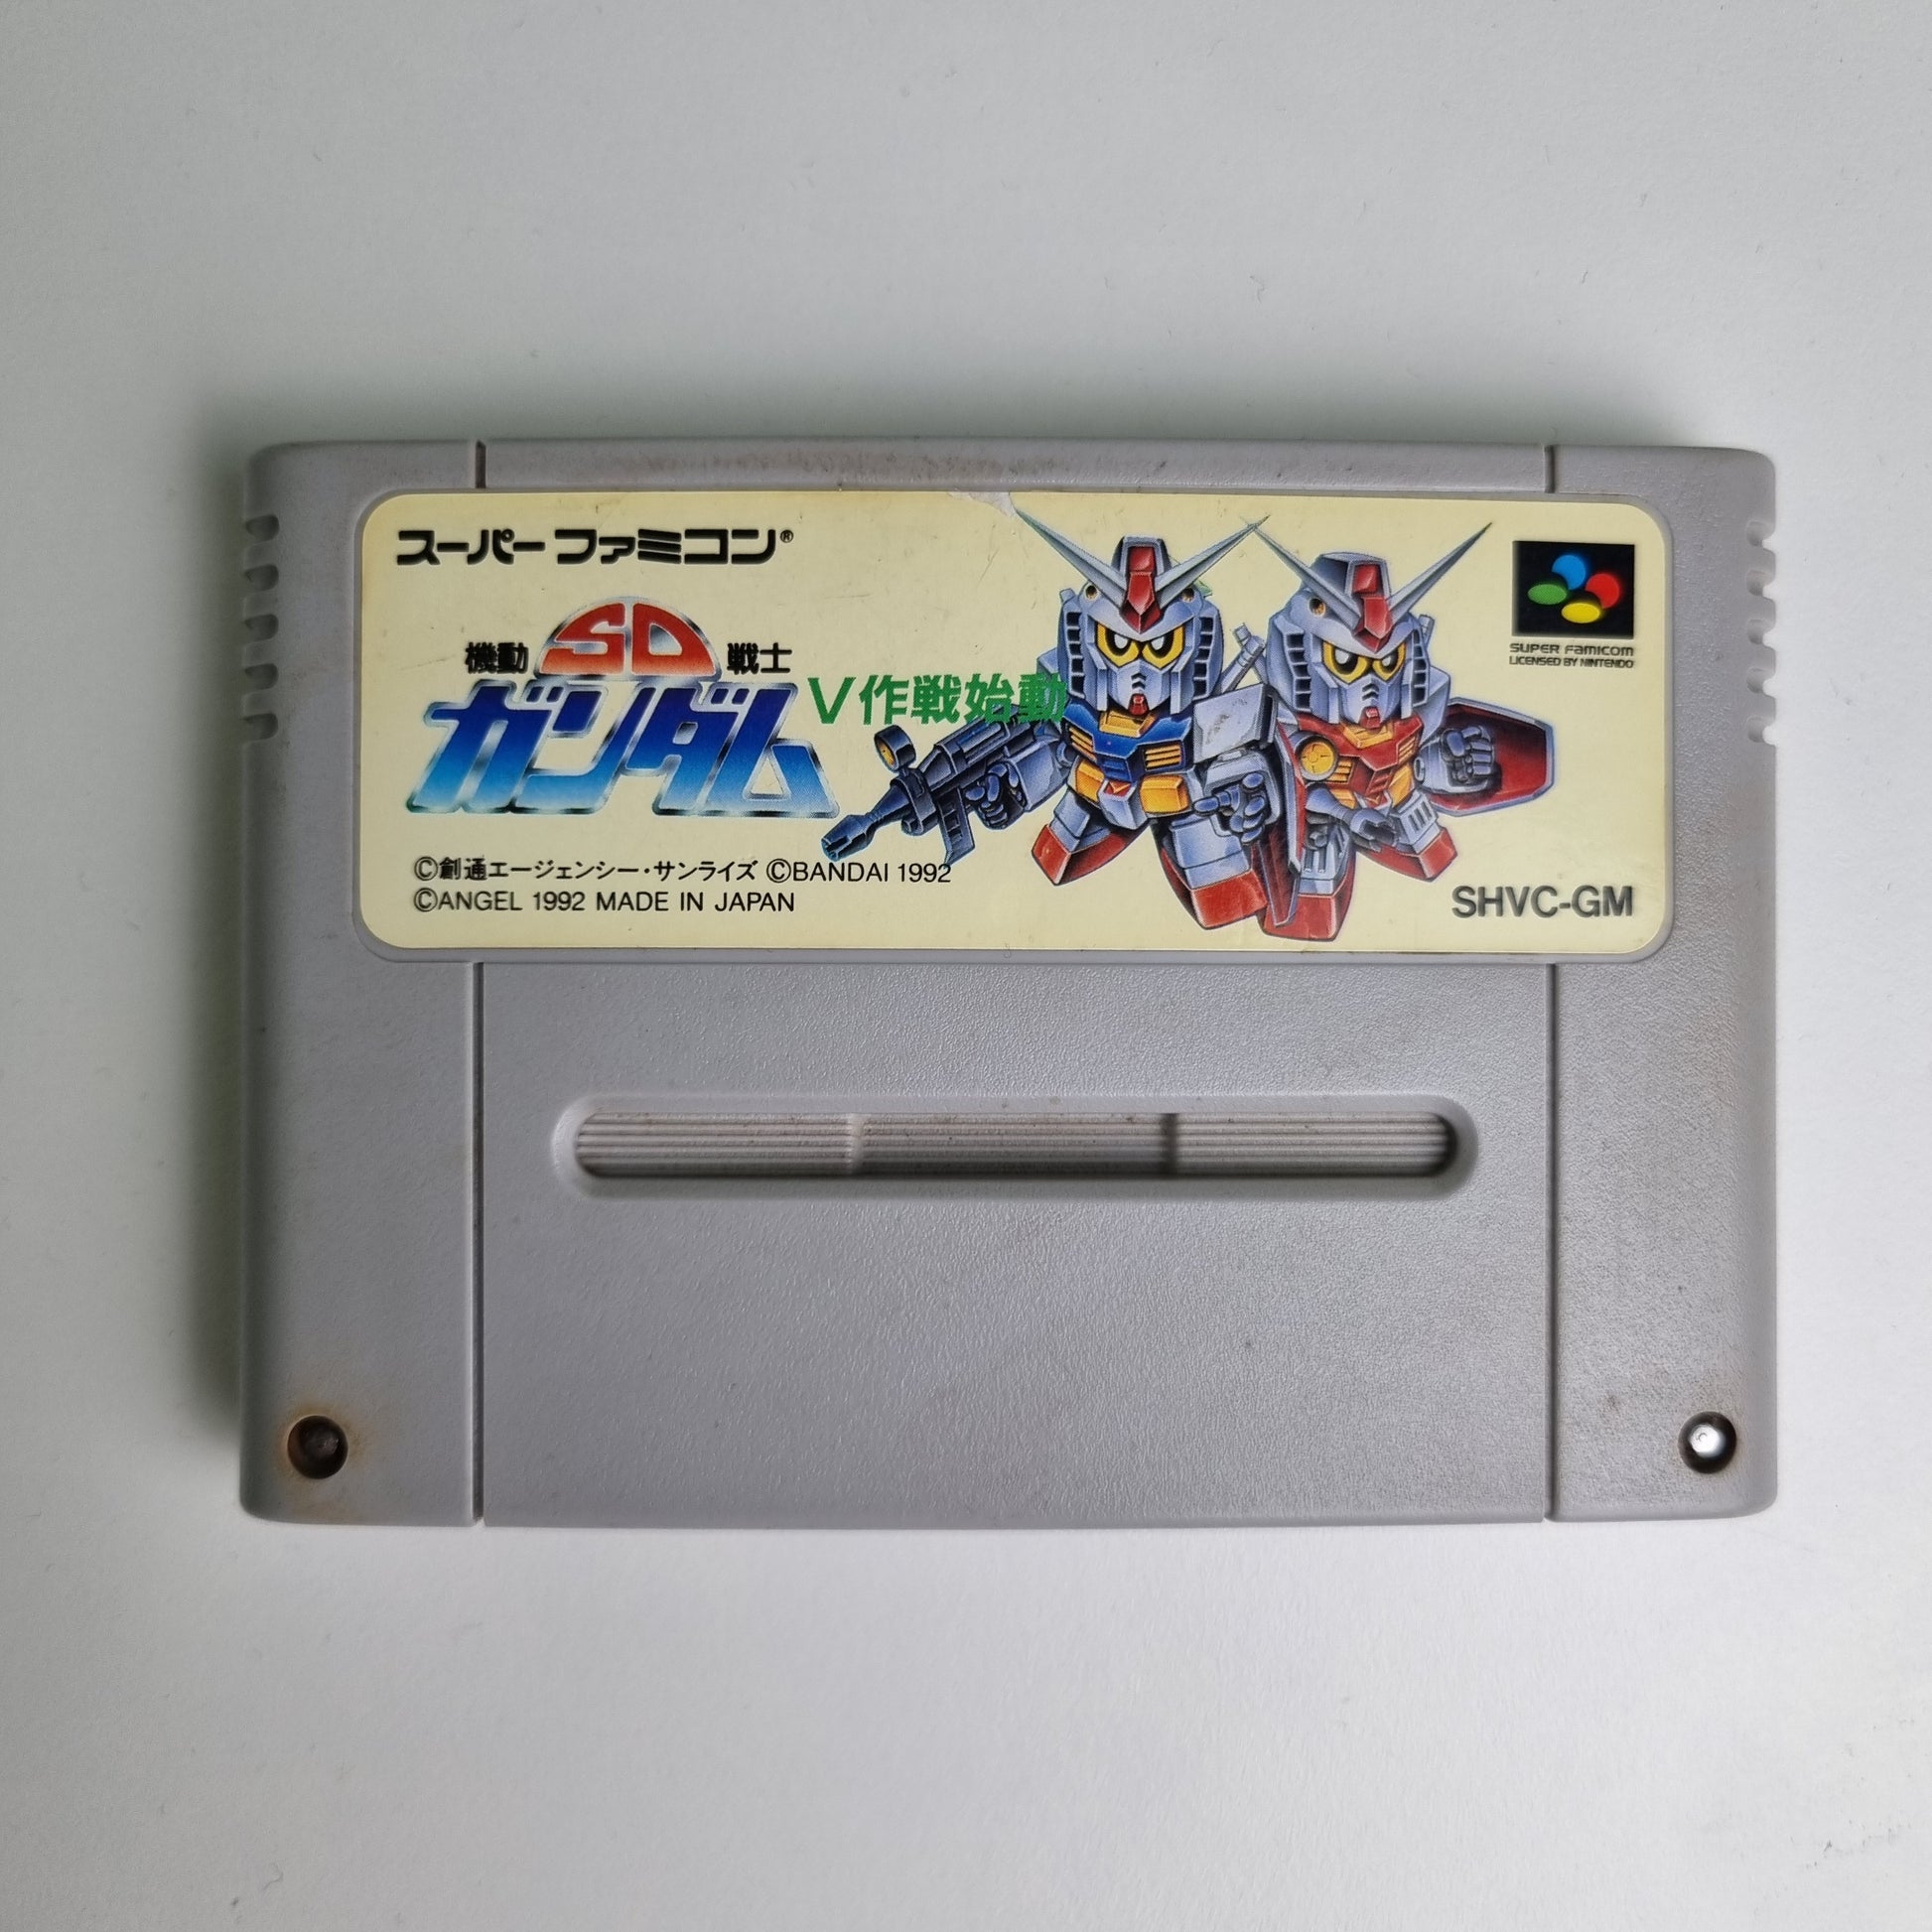 スーパーファミコン®
機動 SD 戦士
ガンダム
V作戦始動
SUPER FAMICOM
LICENSED BY NINTENDO
©創通エージェンシー・サンライズ ©BANDAI 1992
©ANGEL 1992 MADE IN JAPAN
SHVC-GM